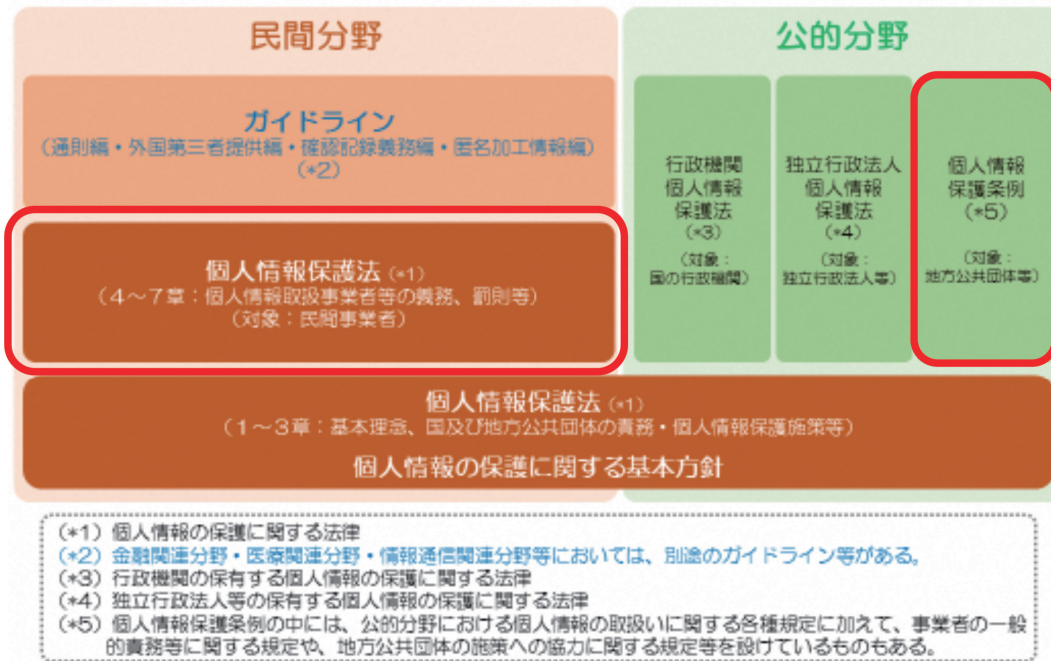 民間分野
公的分野
ガイドライン
（通則編・外国第三者提供編・確認記録義務編・匿名加工情報編）
（*2）
個人情報保護法（*1）
（4～7章：個人情報取扱事業者等の義務、罰則等）
（対象：民間事業者）
行政機関
個人情報
保護法
（*3）
（対象：
国の行政機関）
独立行政法人
個人情報
保護法
（*4）
（対象：
独立行政法人等）
個人情報
保護条例
（*5）
（対象：
地方公共団体等）
個人情報保護法（*1）
（1～3章：基本理念、国及び地方公共団体の責務・個人情報保護施策等）
個人情報の保護に関する基本方針
（*1）個人情報の保護に関する法律
（*2）金融関連分野・医療関連分野・情報通信関連分野等においては、別途のガイドライン等がある。
（*3）行政機関の保有する個人情報の保護に関する法律
（*4）独立行政法人等の保有する個人情報の保護に関する法律
（*5）個人情報保護条例の中には、公的分野における個人情報の取扱いに関する各種規定に加えて、事業者の一般
的責務等に関する規定や、地方公共団体の施策への協力に関する規定等を設けているものもある。